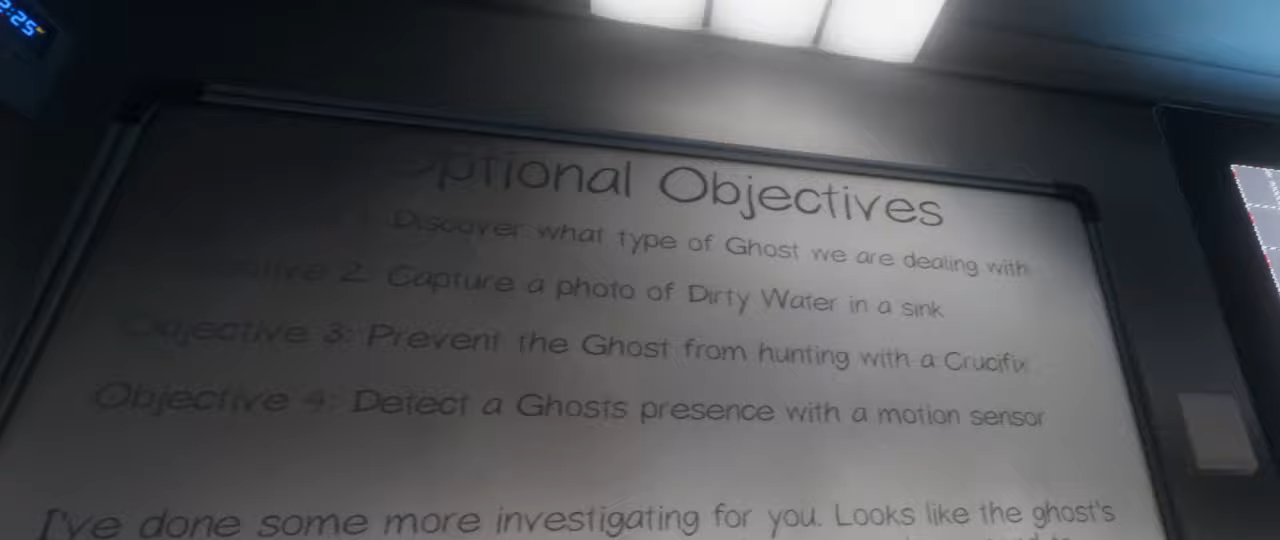 :25
Optional Objectives
Discover what type of Ghost we are dealing with
2: Capture a photo of Dirty Water in a sink
Objective 3: Prevent the Ghost from hunting with a Crucifix
Objective 4: Detect a Ghosts presence with a motion sensor
I've done some more investigating for you. Looks like the ghost's